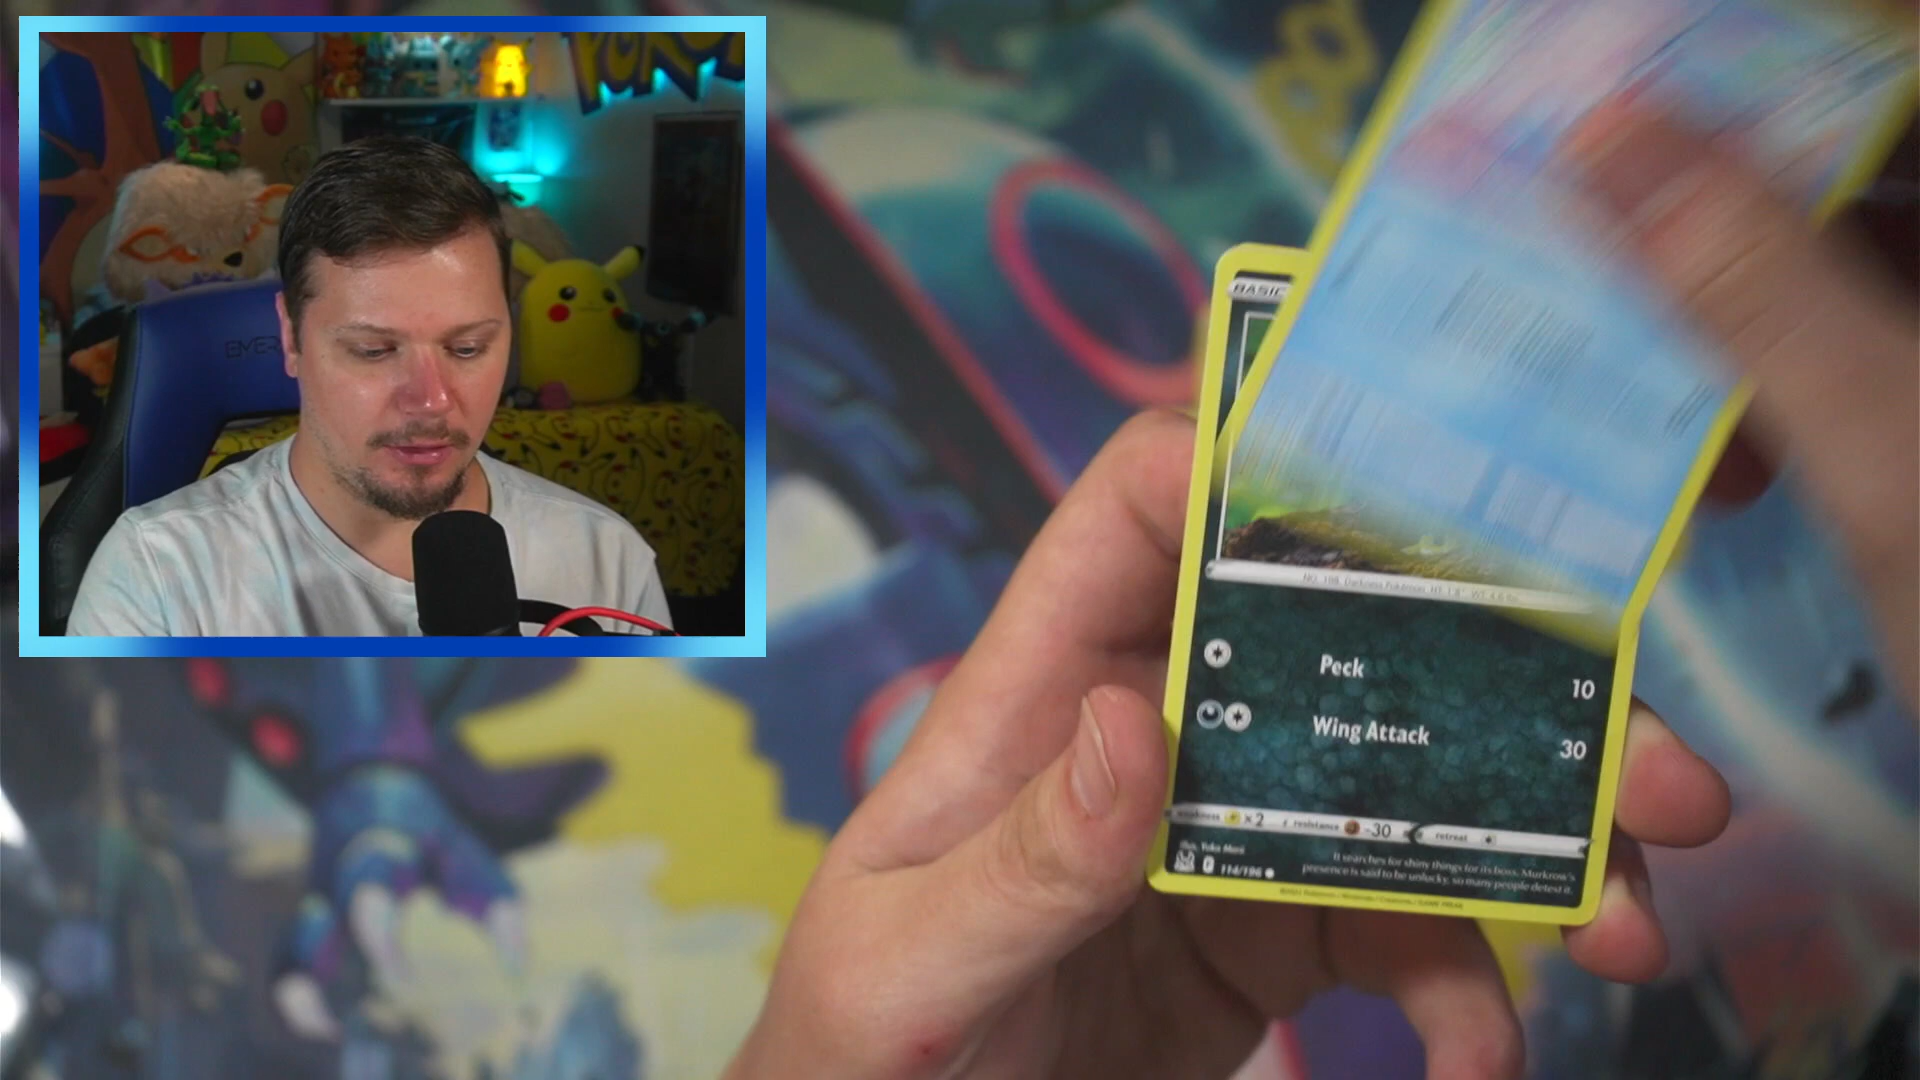 POKÉ
BASIC
NO. 198 Darkness Pokémon HT: 1'8" WT: 4.6 lbs.
Peck 10
Wing Attack 30
weakness ×2 resistance -30 retreat
Illus. Yuka Morii
114/196
It searches for shiny things for its boss. Murkrow's
presence is said to be unlucky, so many people detest it.